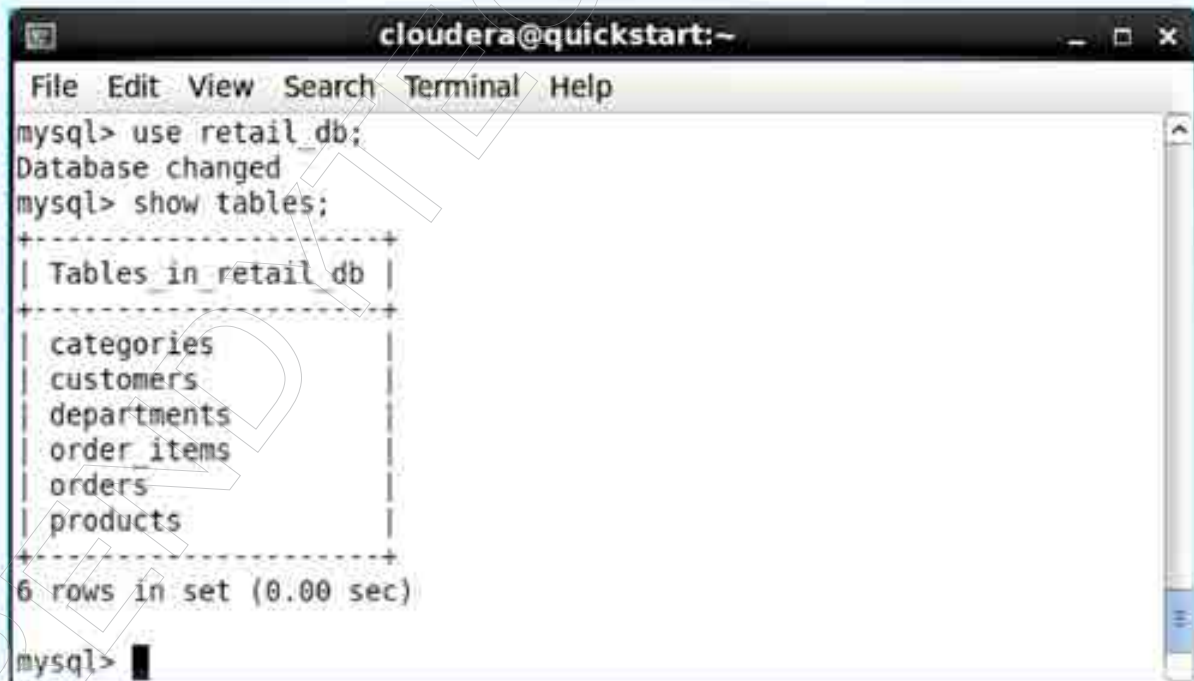 cloudera@quickstart:~
File Edit View Search Terminal Help
mysql> use retail_db;
Database changed
mysql> show tables;
+---------------------+
| Tables_in_retail_db |
+---------------------+
| categories |
| customers |
| departments |
| order_items |
| orders |
| products |
+---------------------+
6 rows in set (0.00 sec)
mysql>